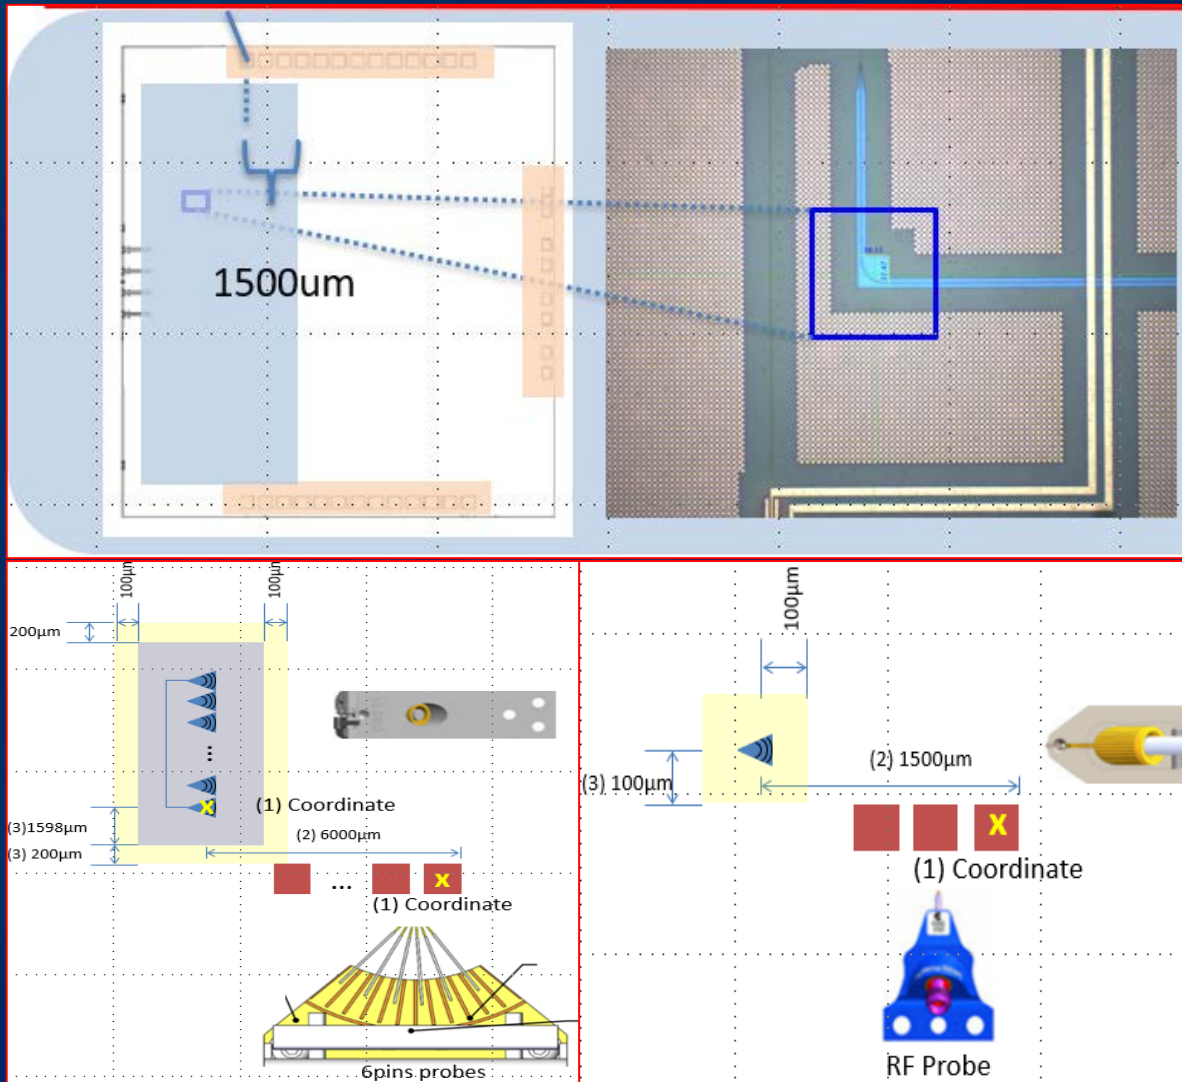 1500um
100μm
100μm
200μm
(1) Coordinate
(3)1598μm
(2) 6000μm
(3) 200μm
X
...
X
(1) Coordinate
6pins probes
100μm
(2) 1500μm
(3) 100μm
X
(1) Coordinate
RF Probe